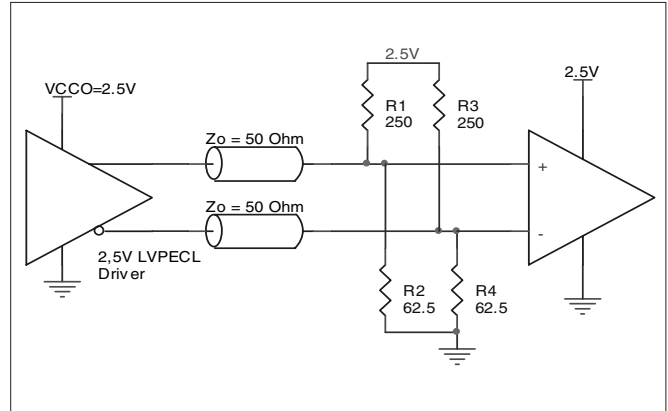 2.5V
VCCO=2.5V
2.5V
R1
250
R3
250
Zo = 50 Ohm
+
Zo = 50 Ohm
-
2,5V LVPECL
Driver
R2
62.5
R4
62.5